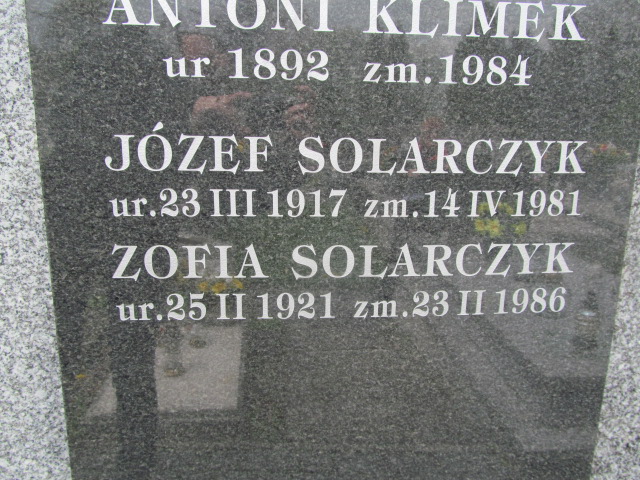 ANTONI KLIMEK
ur 1892 zm.1984
JÓZEF SOLARCZYK
ur.23 III 1917 zm.14 IV 1981
ZOFIA SOLARCZYK
ur.25 II 1921 zm.23 II 1986